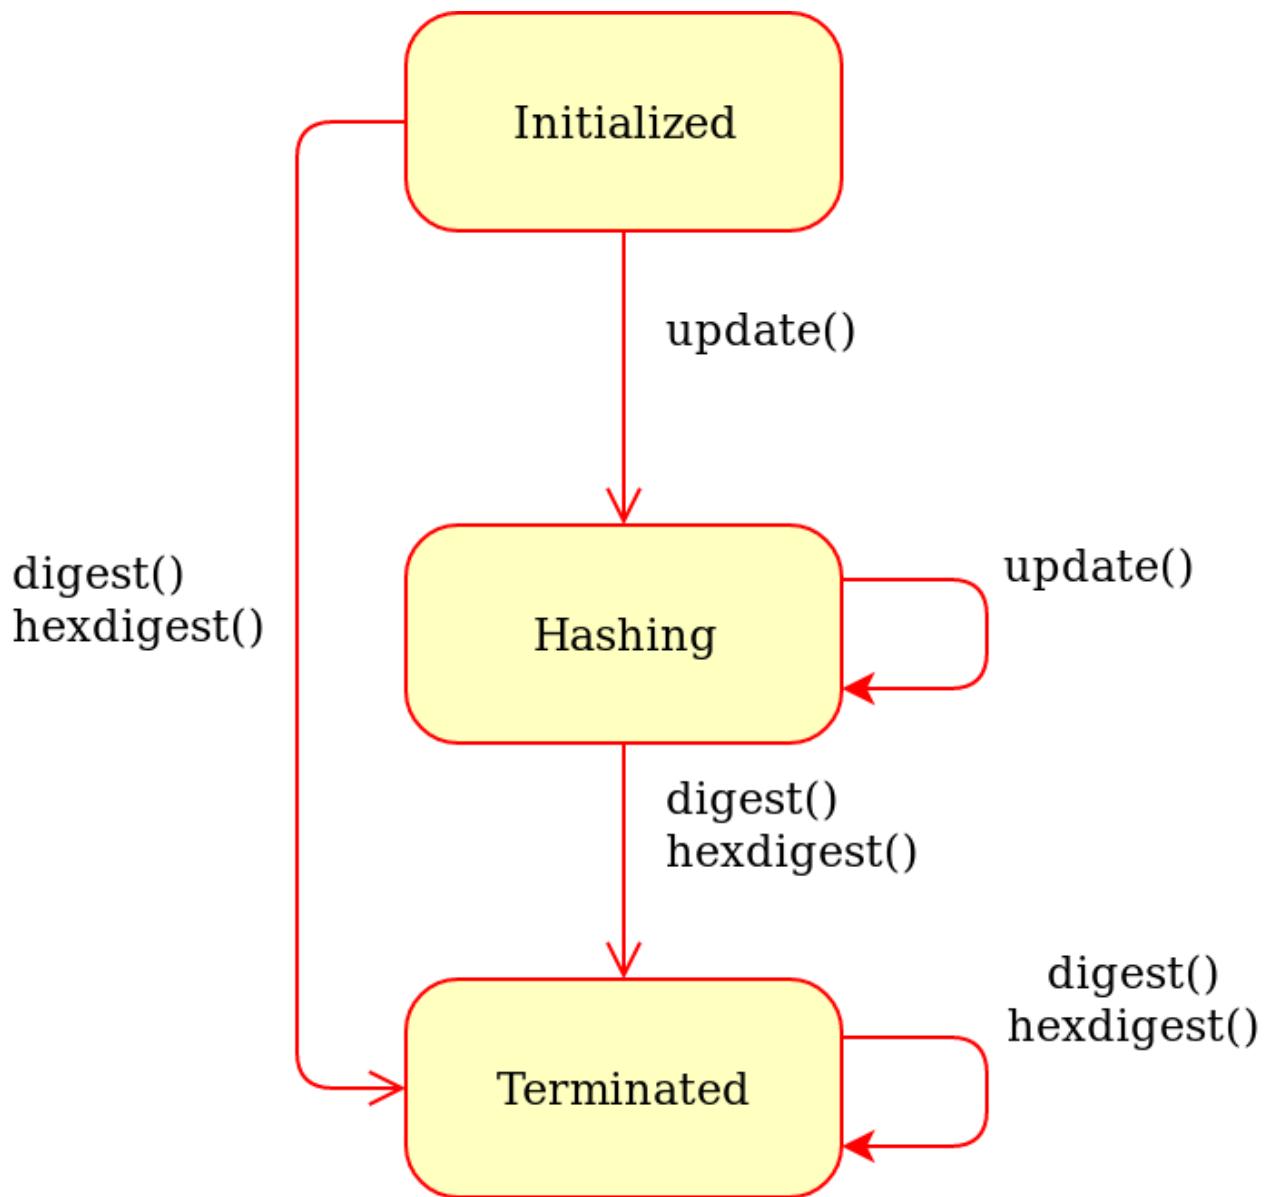 Initialized
update()
digest()
hexdigest()
Hashing
update()
digest()
hexdigest()
Terminated
digest()
hexdigest()